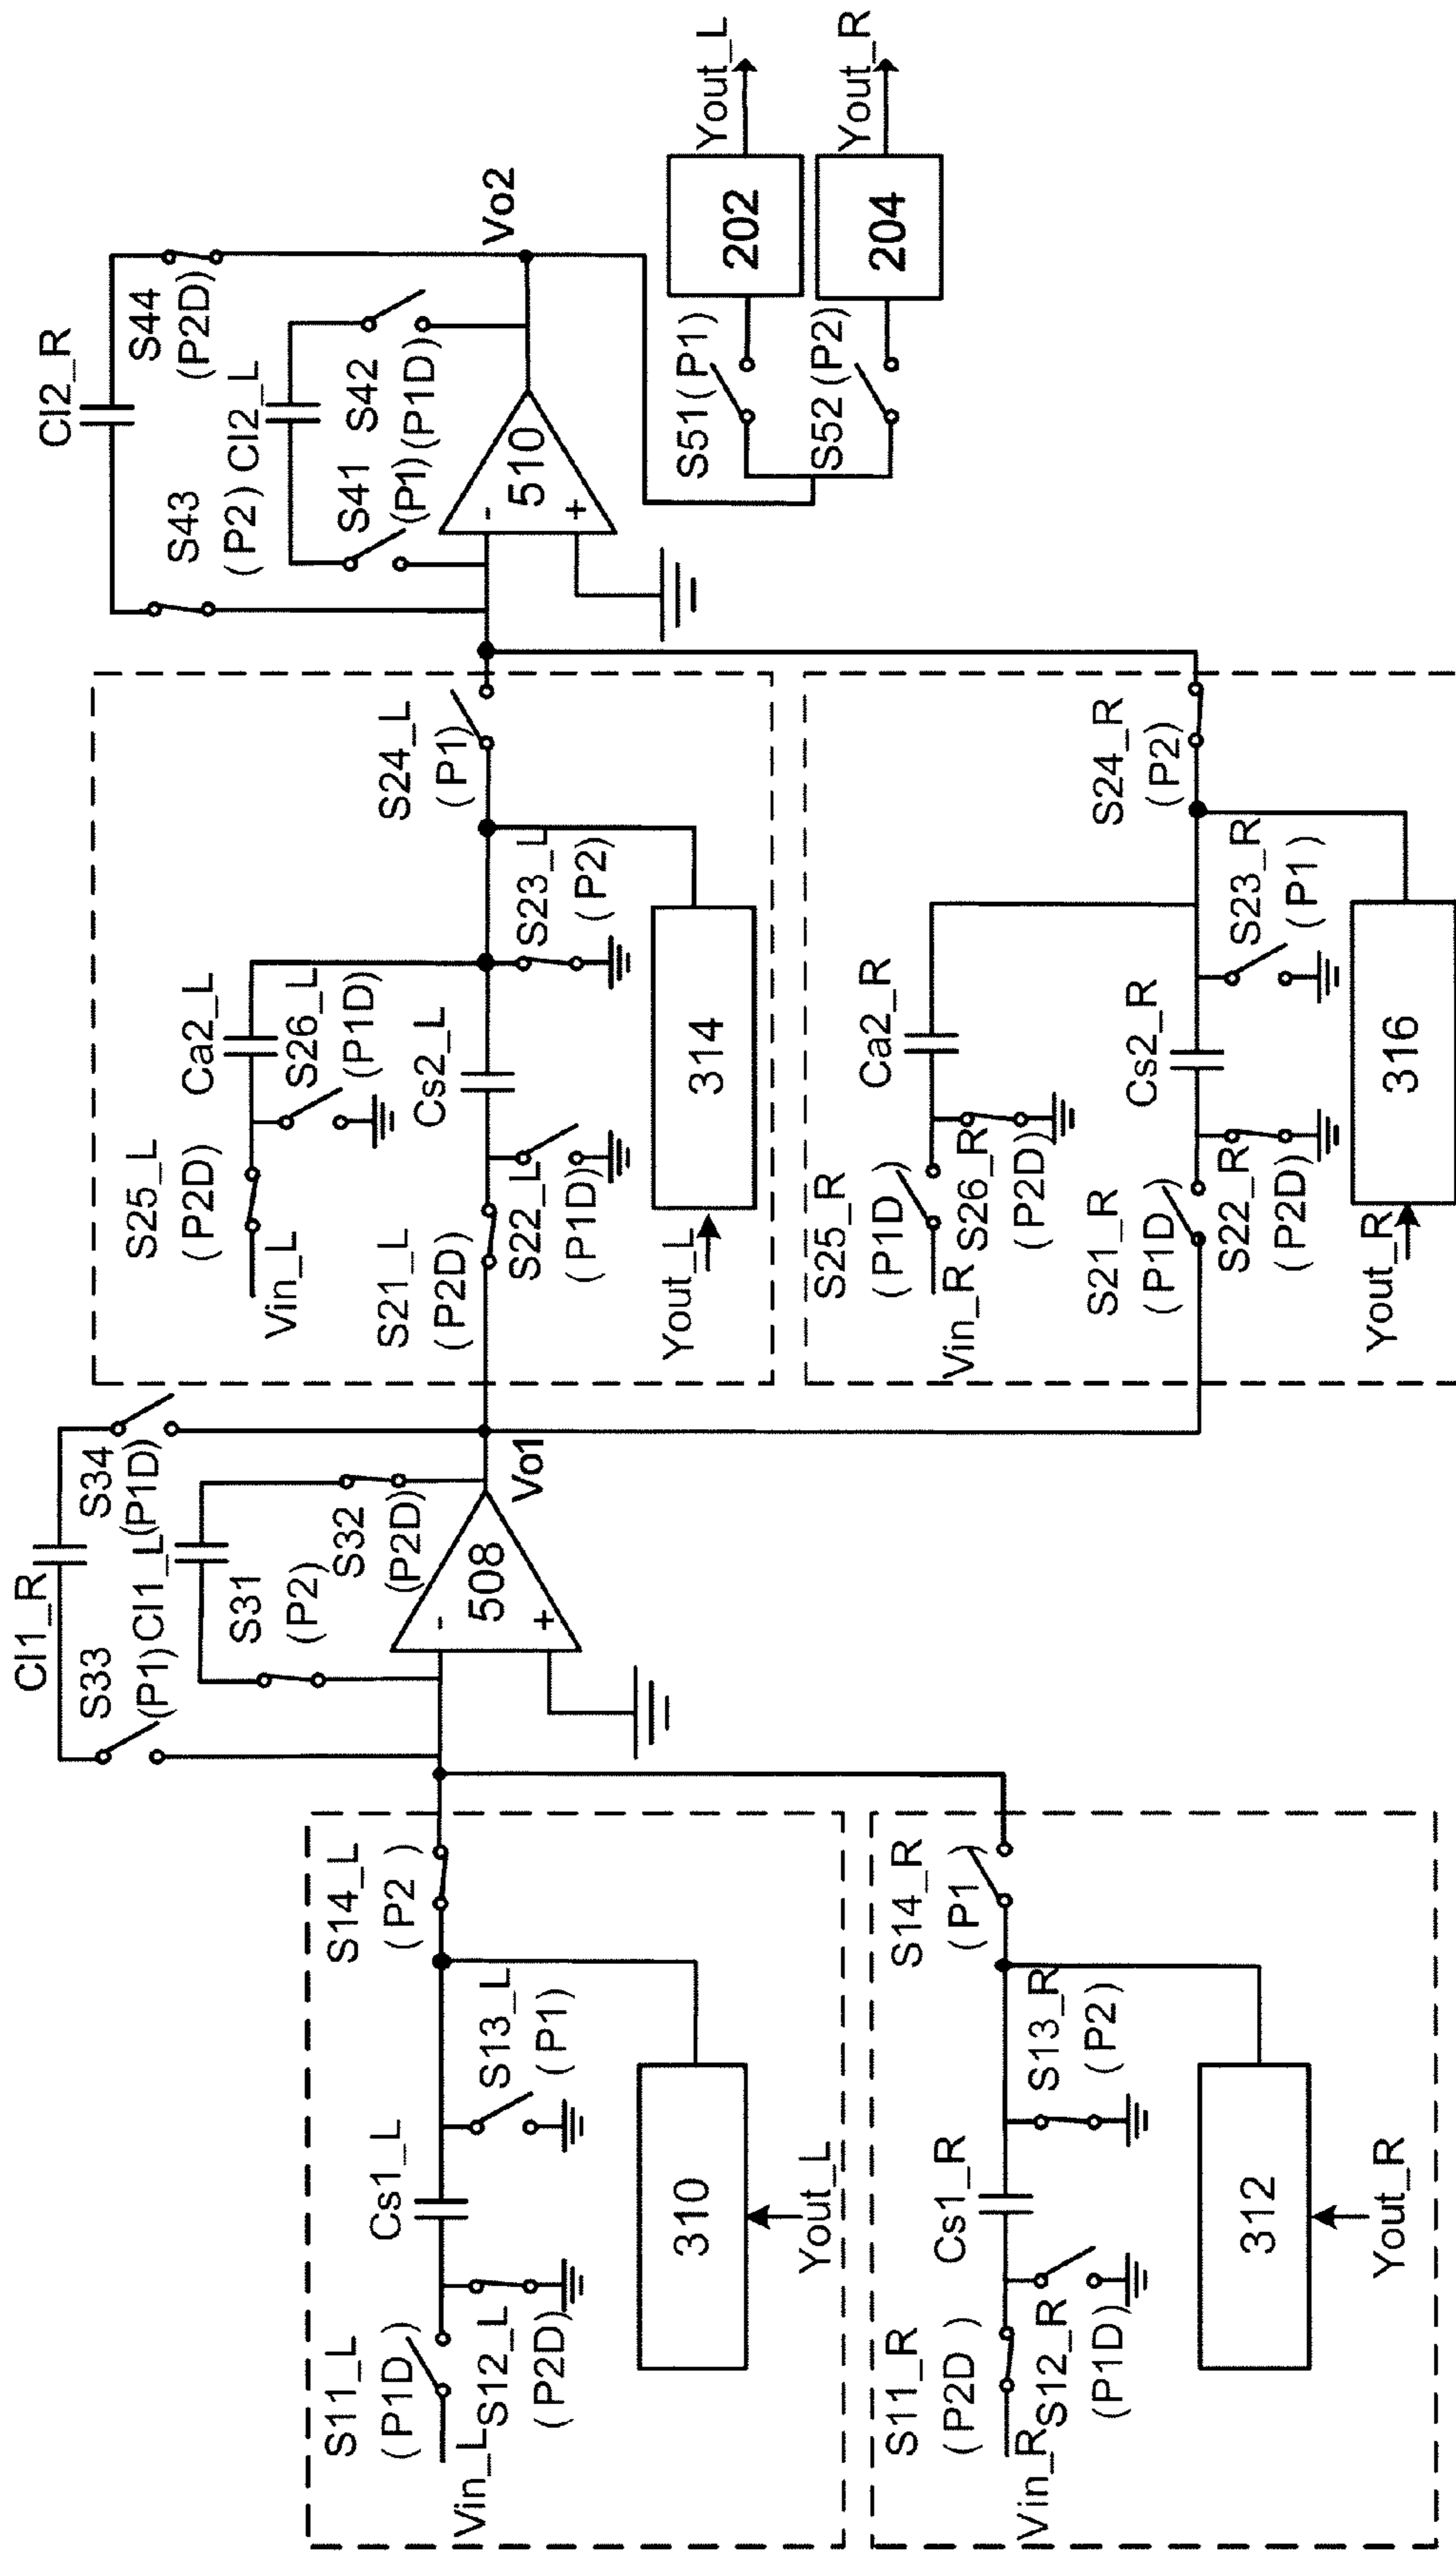 Vin_L
S11_L
(P1D)
S12_L
(P2D)
Cs1_L
S13_L
(P1)
S14_L
(P2)
310
Yout_L
Vin_R
S11_R
(P2D)
S12_R
(P1D)
Cs1_R
S13_R
(P2)
S14_R
(P1)
312
Yout_R
CI1_R
S33
(P1)
S34
(P1D)
CI1_L
S31
(P2)
S32
(P2D)
508
-
+
Vo1
Vin_L
S25_L
(P2D)
S26_L
(P1D)
Ca2_L
S21_L
(P2D)
S22_L
(P1D)
Cs2_L
S23_L
(P2)
S24_L
(P1)
314
Yout_L
Vin_R
S25_R
(P1D)
S26_R
(P2D)
Ca2_R
S21_R
(P1D)
S22_R
(P2D)
Cs2_R
S23_R
(P1)
S24_R
(P2)
316
Yout_R
CI2_R
S43
(P2)
S44
(P2D)
CI2_L
S41
(P1)
S42
(P1D)
510
-
+
Vo2
S51(P1)
202
Yout_L
S52(P2)
204
Yout_R